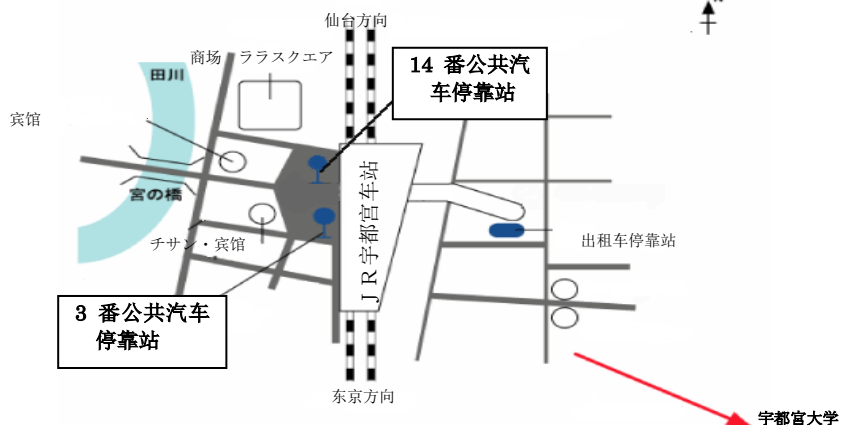 仙台方向
商场 ララスクエア
14 番公共汽
车停靠站
田川
宾馆
宮の橋
JR宇都宫车站
チサン・宾馆
出租车停靠站
3 番公共汽车
停靠站
东京方向
宇都宫大学